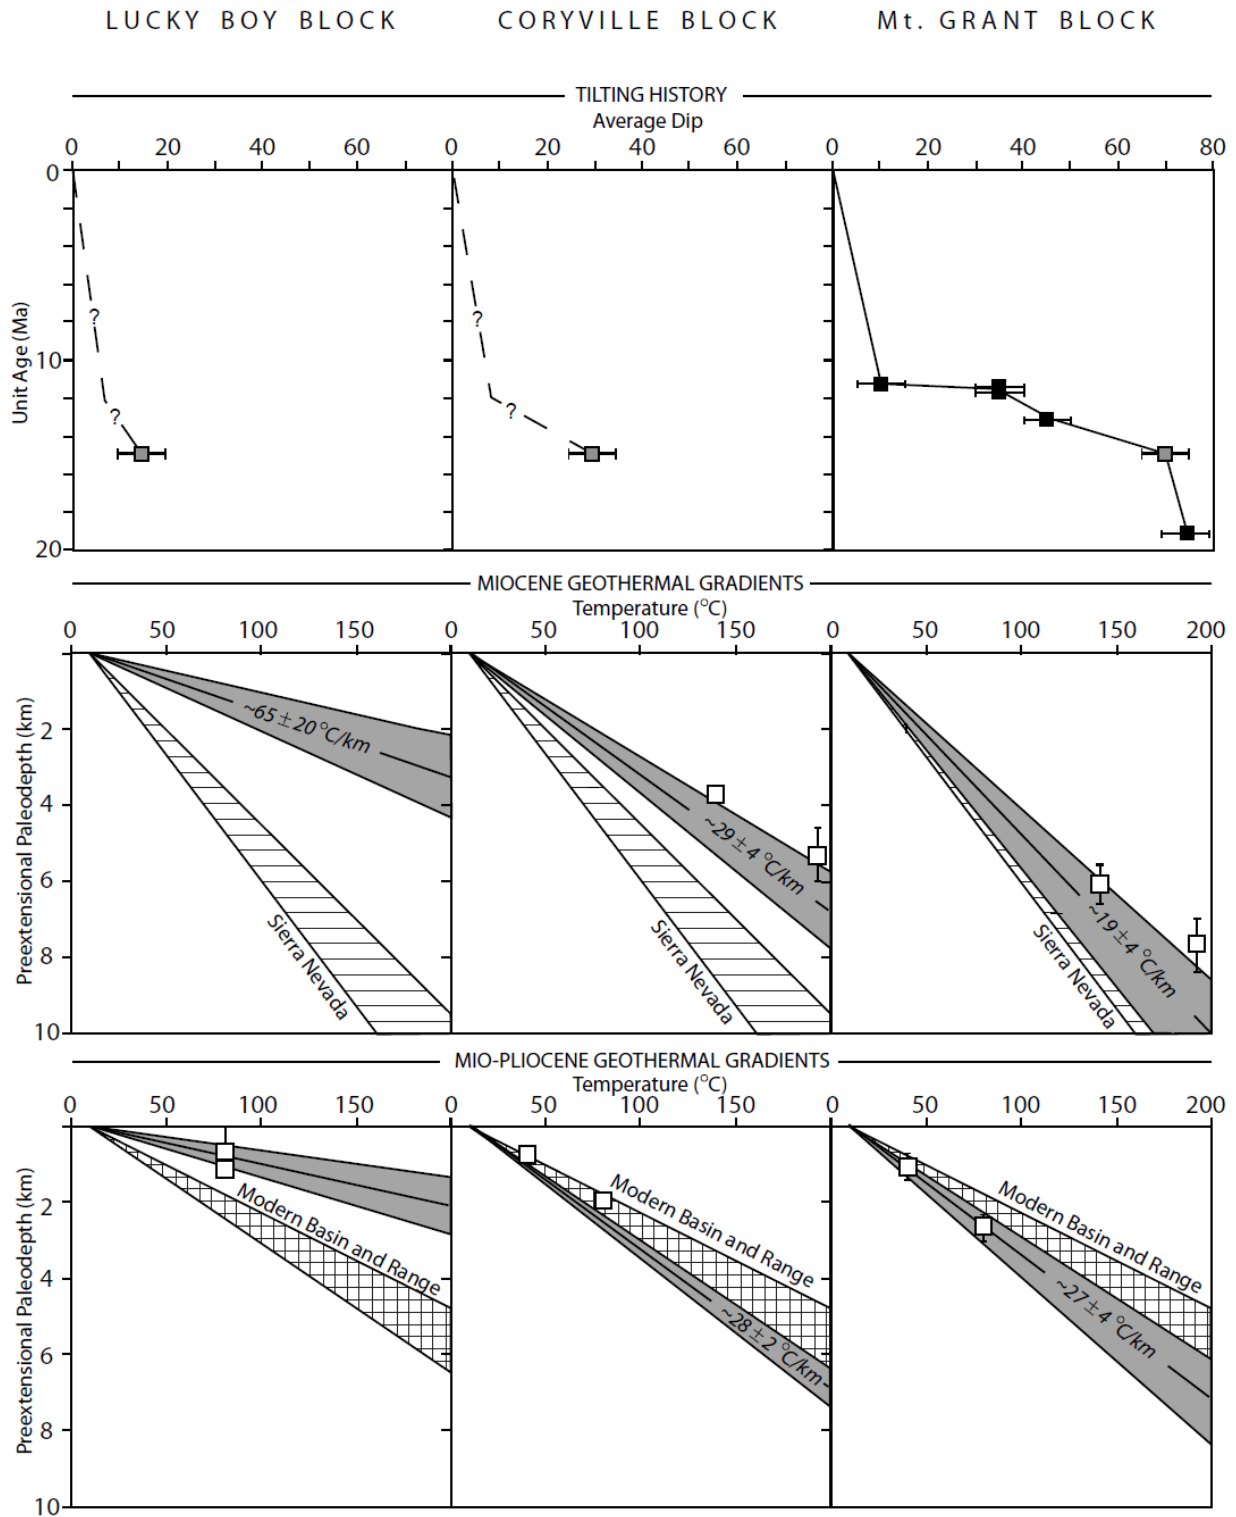 LUCKY BOY BLOCK CORYVILLE BLOCK Mt. GRANT BLOCK
TILTING HISTORY
Average Dip
0 20 40 60 0 20 40 60 0 20 40 60 80
0
10
20
Unit Age (Ma)
?
?
?
?
MIOCENE GEOTHERMAL GRADIENTS
Temperature (°C)
0 50 100 150 0 50 100 150 0 50 100 150 200
2
4
6
8
10
Preextensional Paleodepth (km)
~65±20°C/km
Sierra Nevada
~29±4 °C/km
Sierra Nevada
~19±4 °C/km
Sierra Nevada
MIO-PLIOCENE GEOTHERMAL GRADIENTS
Temperature (°C)
0 50 100 150 0 50 100 150 0 50 100 150 200
2
4
6
8
10
Preextensional Paleodepth (km)
Modern Basin and Range
Modern Basin and Range
~28±2 °C/km
Modern Basin and Range
~27±4 °C/km